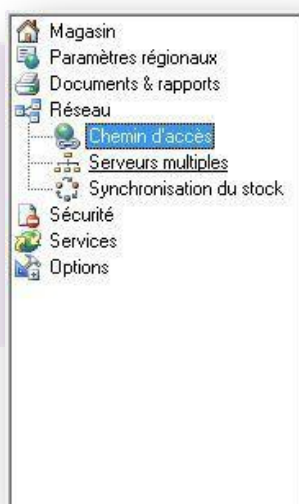 Magasin
Paramètres régionaux
Documents & rapports
Réseau
Chemin d'accès
Serveurs multiples
Synchronisation du stock
Sécurité
Services
Options